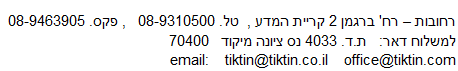 רחובות – רח' ברגמן 2 קריית המדע , טל. 08-9310500 , פקס. 08-9463905
למשלוח דאר: ת.ד. 4033 נס ציונה מיקוד 70400
email: tiktin@tiktin.co.il office@tiktin.com